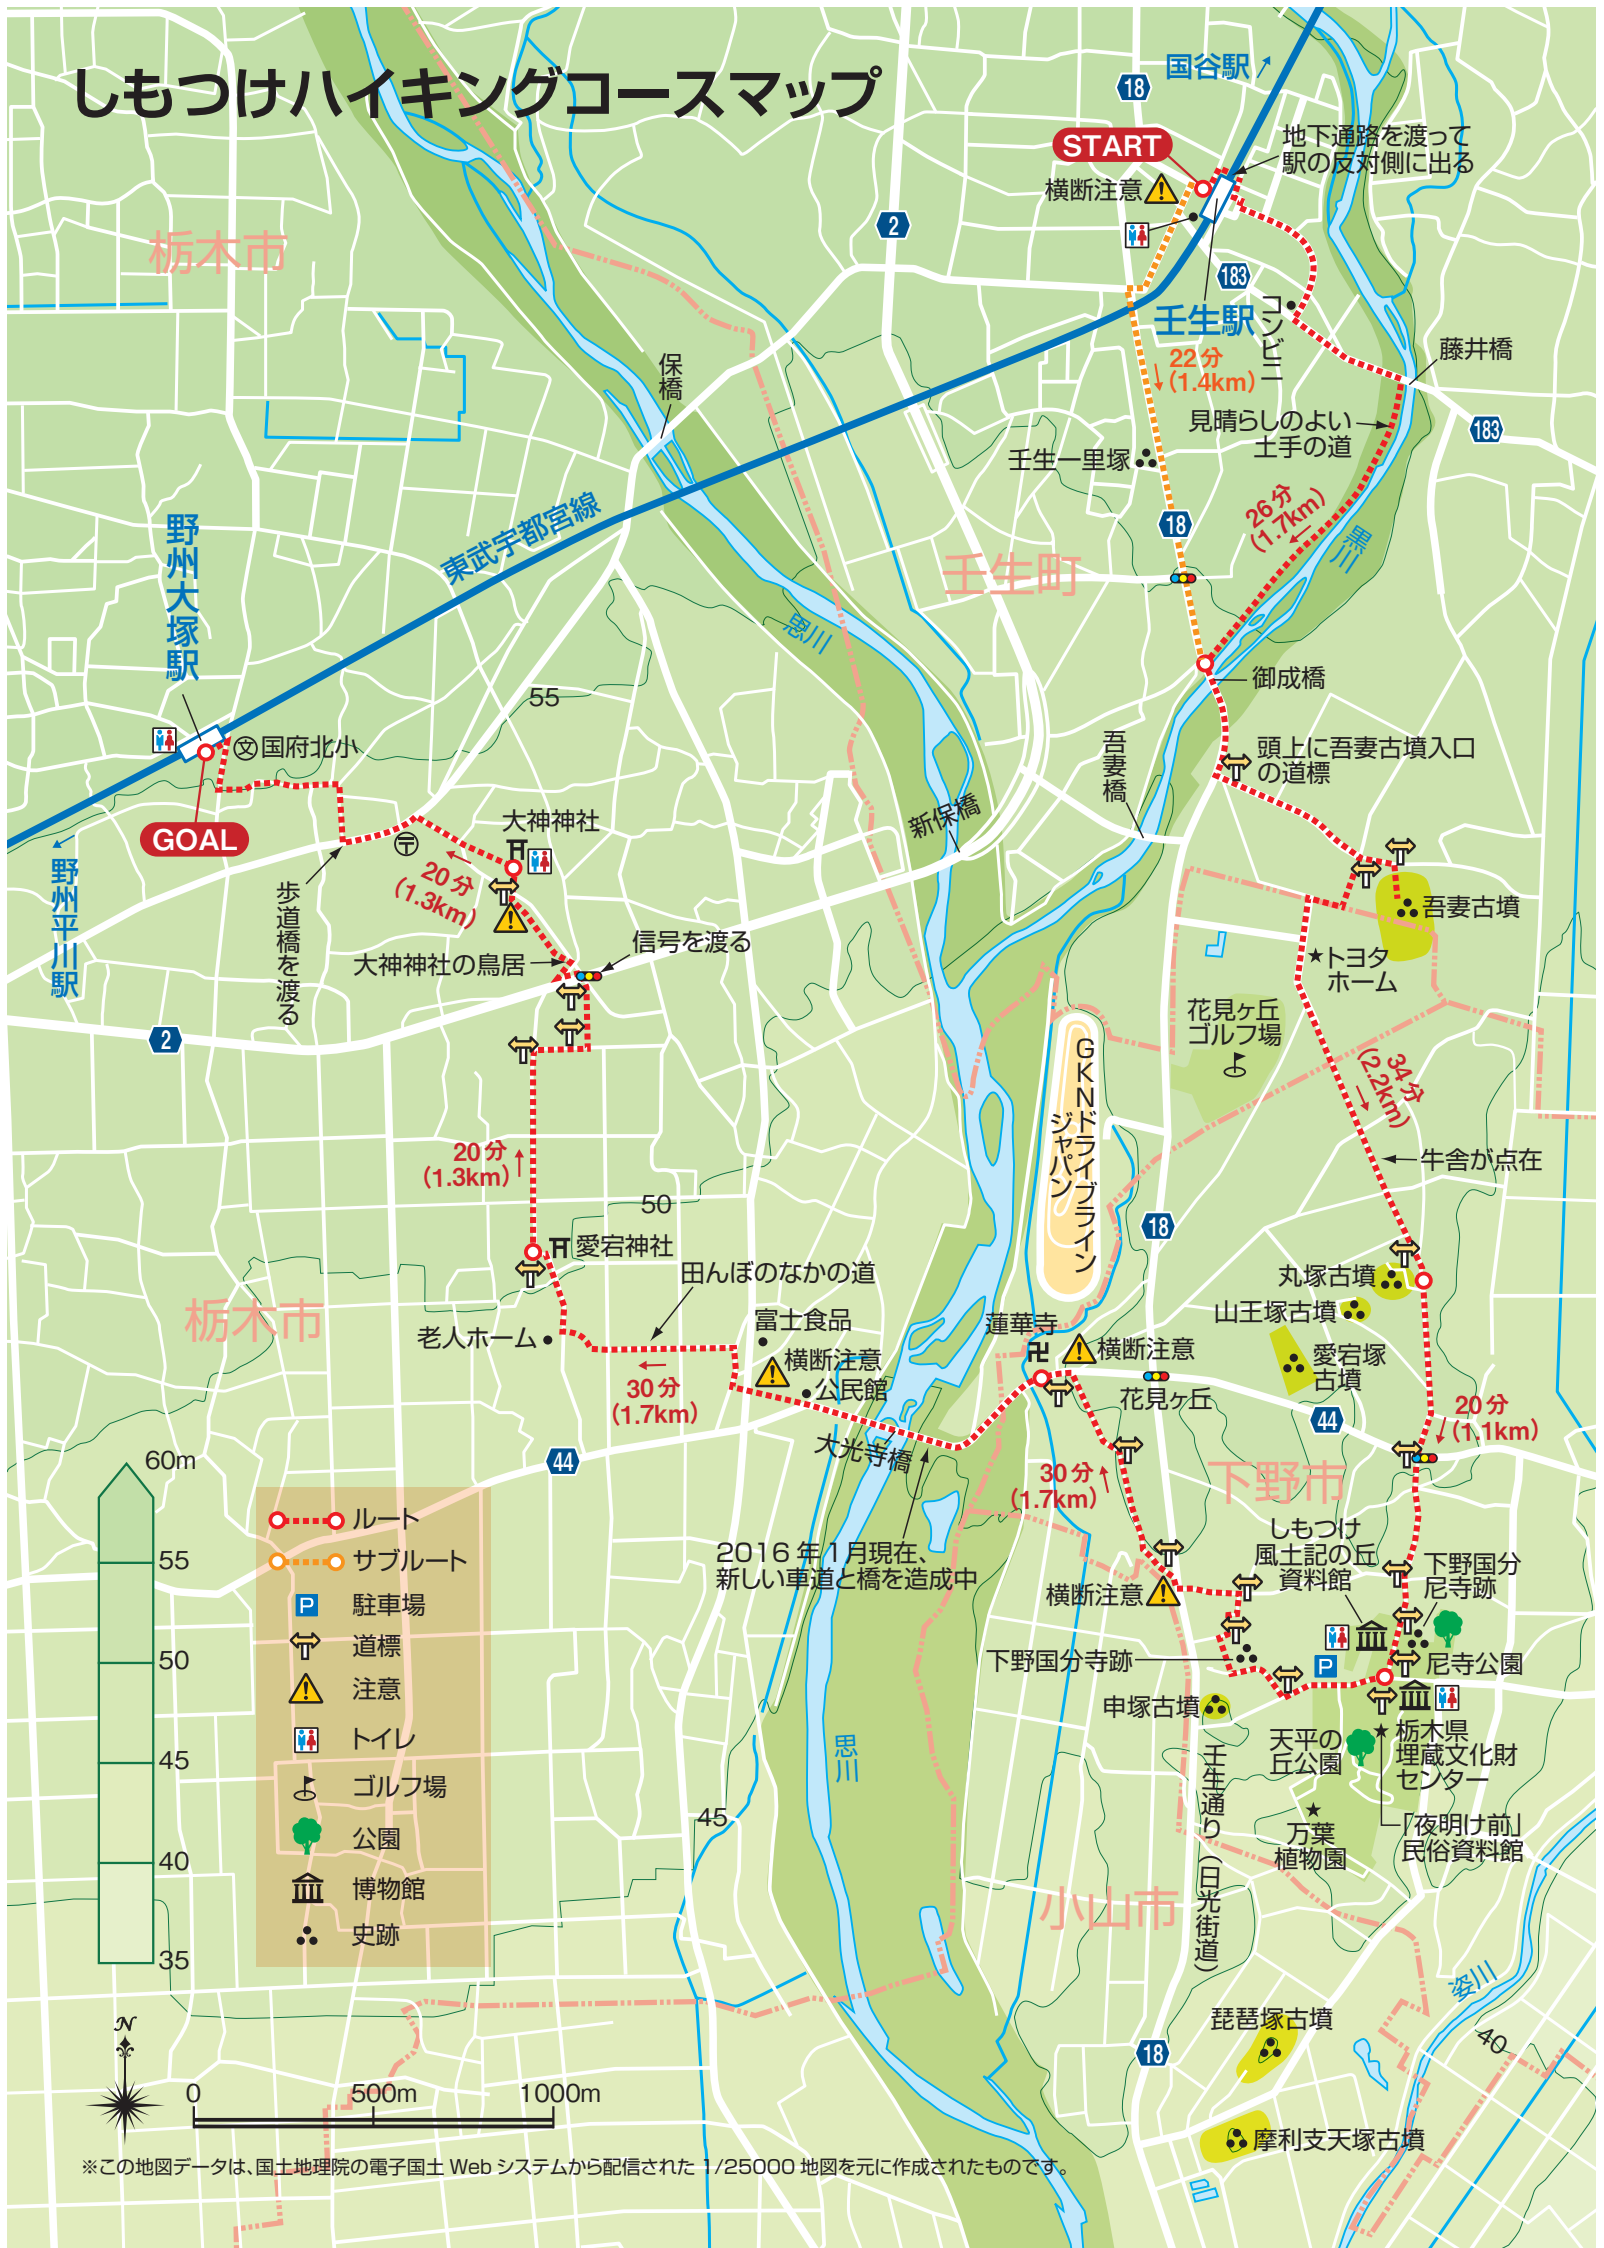 しもつけハイキングコースマップ
国谷駅
18
START
地下通路を渡って
駅の反対側に出る
横断注意
2
栃木市
183
壬生駅
コンビニ
22分
(1.4km)
藤井橋
保橋
見晴らしのよい
土手の道
183
壬生一里塚
26分
(1.7km)
18
東武宇都宮線
野州大塚駅
黒川
壬生町
思川
御成橋
55
国府北小
文
吾妻橋
頭上に吾妻古墳入口
の道標
GOAL
新保橋
大神神社
〒
20分
(1.3km)
野州平川駅
歩道橋を渡る
吾妻古墳
信号を渡る
大神神社の鳥居
トヨタ
ホーム
2
花見ヶ丘
ゴルフ場
GKNドライブライン
ジャパン
34分
(2.2km)
20分
(1.3km)
牛舎が点在
50
18
愛宕神社
田んぼのなかの道
丸塚古墳
山王塚古墳
栃木市
老人ホーム
富士食品
横断注意
公民館
蓮華寺
卍
横断注意
花見ヶ丘
愛宕塚
古墳
30分
(1.7km)
44
20分
(1.1km)
大光寺橋
44
30分
(1.7km)
下野市
2016年1月現在、
新しい車道と橋を造成中
しもつけ
風土記の丘
資料館
下野国分
尼寺跡
横断注意
下野国分寺跡
P
尼寺公園
申塚古墳
天平の
丘公園
栃木県
埋蔵文化財
センター
「夜明け前」
民俗資料館
万葉
植物園
壬生通り(日光街道)
思川
45
小山市
姿川
40
18
琵琶塚古墳
摩利支天塚古墳
60m
55
50
45
40
35
ルート
サブルート
P 駐車場
道標
注意
トイレ
ゴルフ場
公園
博物館
史跡
N
0 500m 1000m
※この地図データは、国土地理院の電子国土 Web システムから配信された 1/25000 地図を元に作成されたものです。